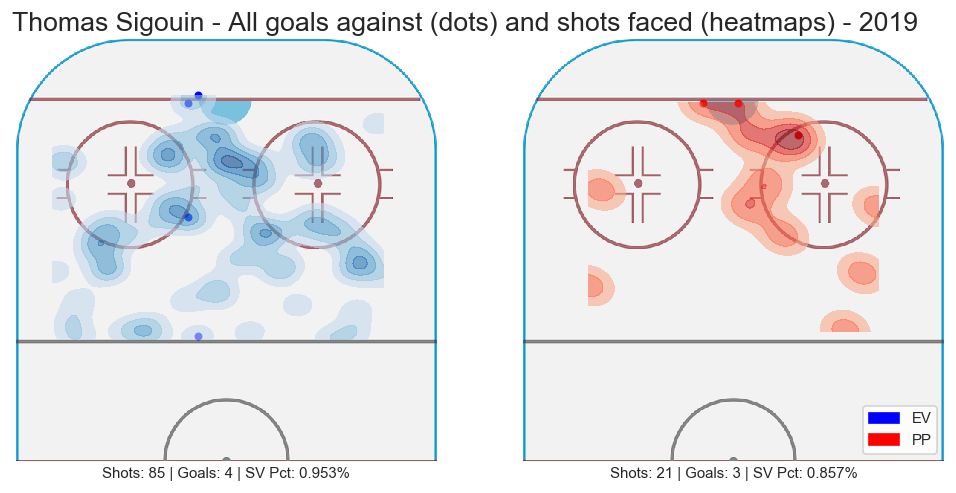 Thomas Sigouin - All goals against (dots) and shots faced (heatmaps) - 2019
EV
PP
Shots: 85 | Goals: 4 | SV Pct: 0.953%
Shots: 21 | Goals: 3 | SV Pct: 0.857%